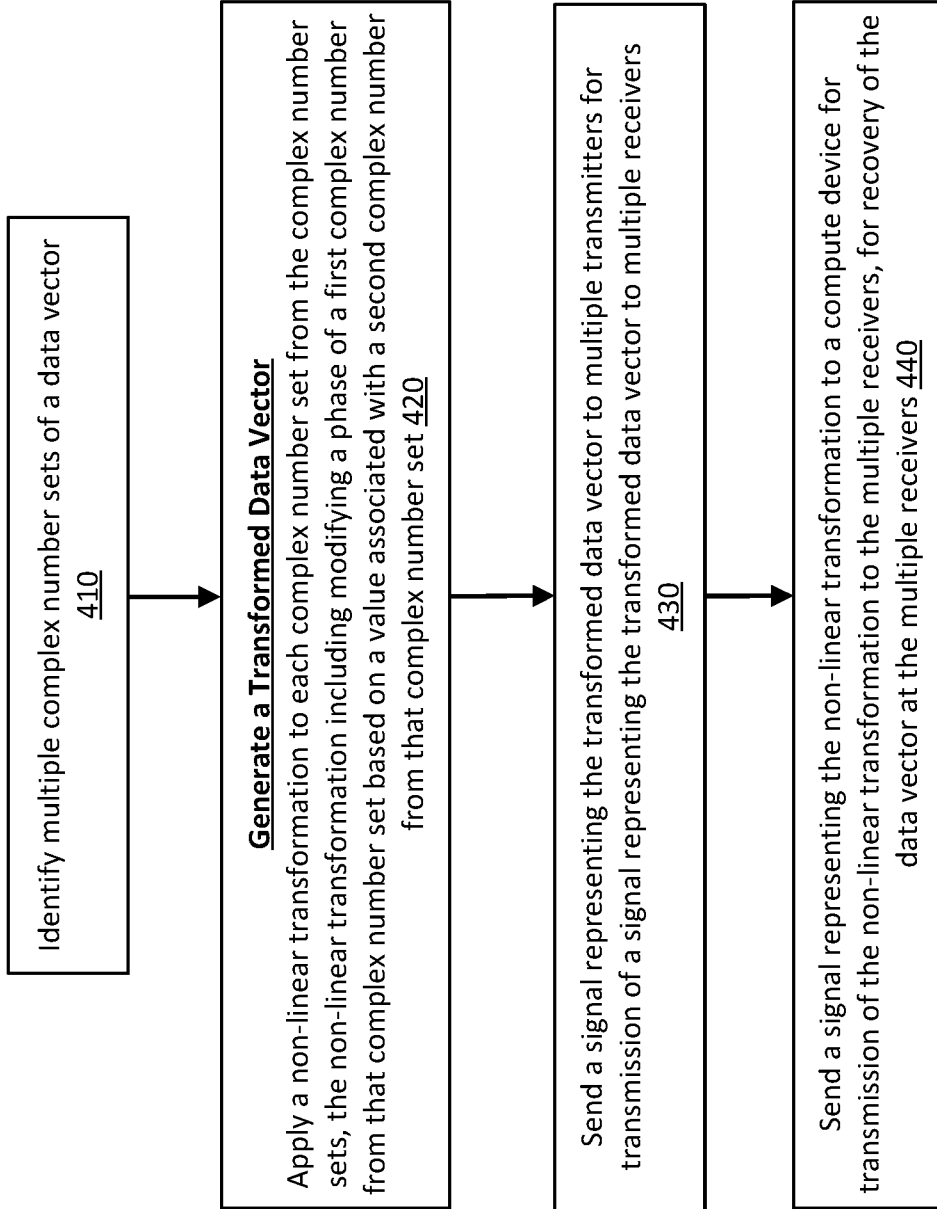 Identify multiple complex number sets of a data vector
410
Generate a Transformed Data Vector
Apply a non-linear transformation to each complex number set from the complex number
sets, the non-linear transformation including modifying a phase of a first complex number
from that complex number set based on a value associated with a second complex number
from that complex number set 420
Send a signal representing the transformed data vector to multiple transmitters for
transmission of a signal representing the transformed data vector to multiple receivers
430
Send a signal representing the non-linear transformation to a compute device for
transmission of the non-linear transformation to the multiple receivers, for recovery of the
data vector at the multiple receivers 440